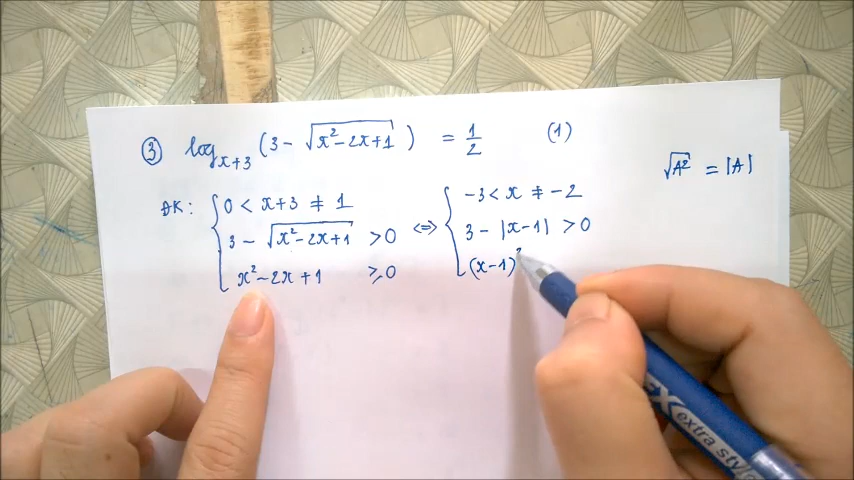 ③ log_{x+3} (3 - √(x²-2x+1)) = 1/2 (1)
√(A²) = |A|
ĐK: { 0 < x+3 ≠ 1 ⇔ { -3 < x ≠ -2
3 - √(x²-2x+1) > 0 3 - |x-1| > 0
x²-2x+1 ≥ 0 (x-1)²
extra sty